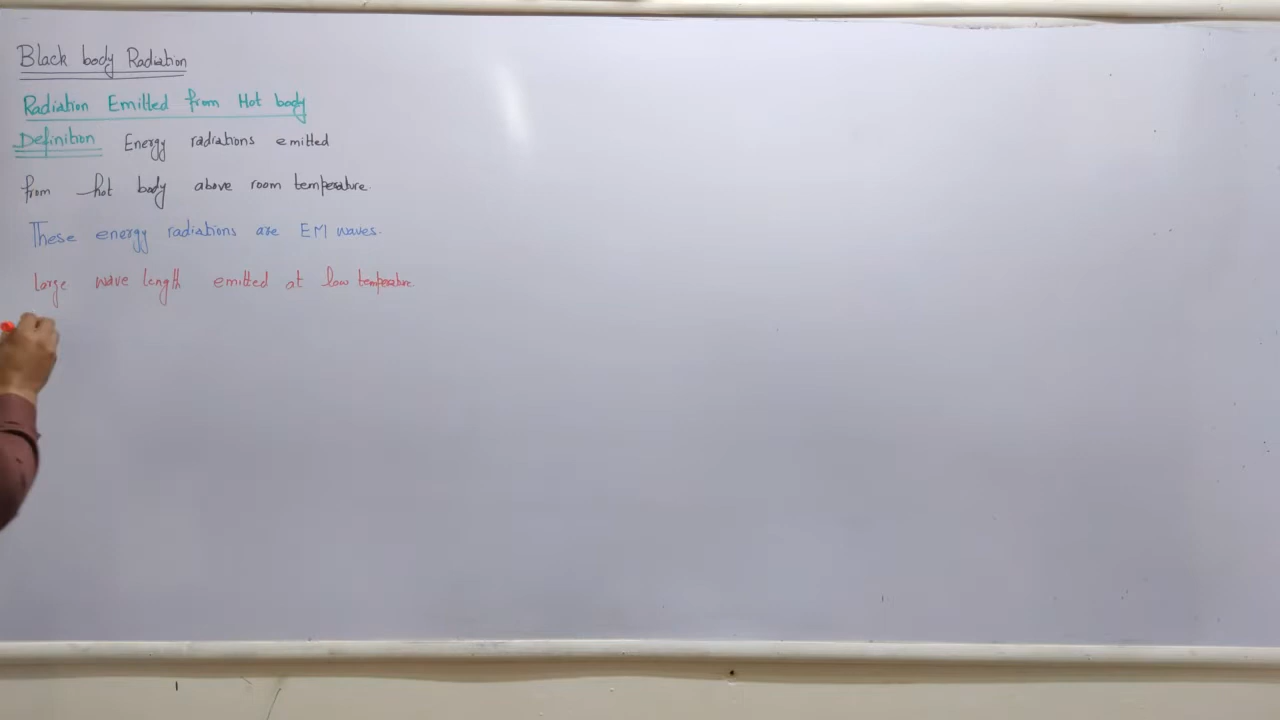 Black body Radiation
Radiation Emitted from Hot body
Definition Energy radiations emitted
from hot body above room temperature.
These energy radiations are EM waves.
Large wave length emitted at low temperature